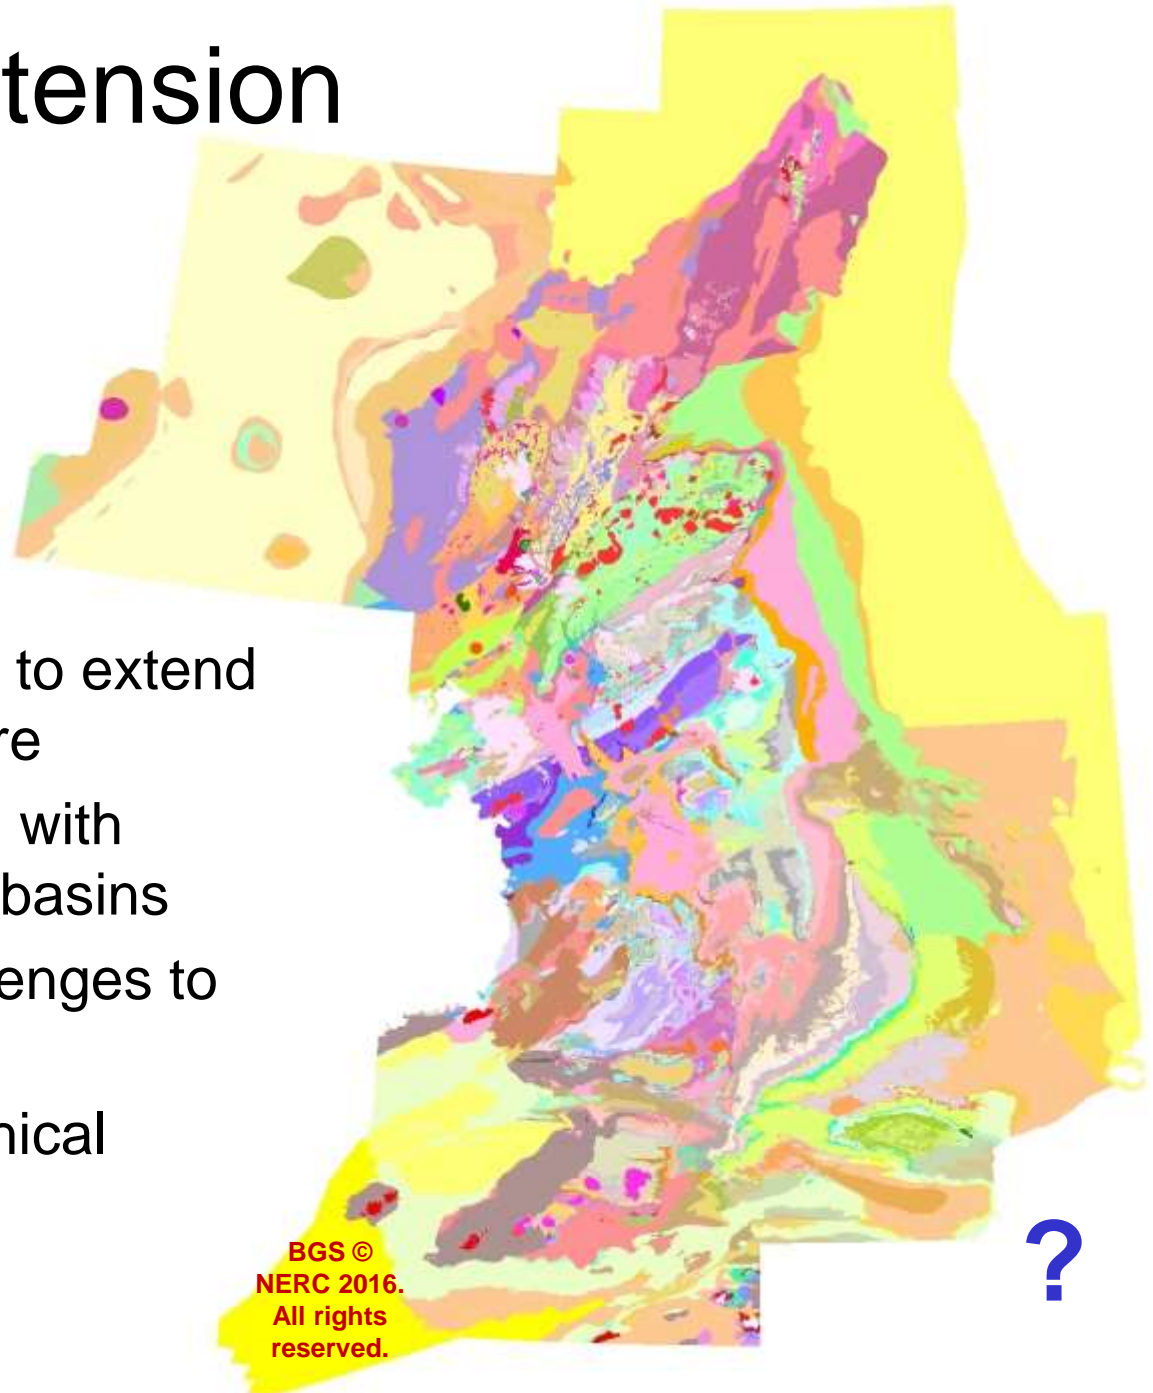 tension
to extend
re
with
basins
enges to
nical
BGS ©
NERC 2016.
All rights
reserved.
?